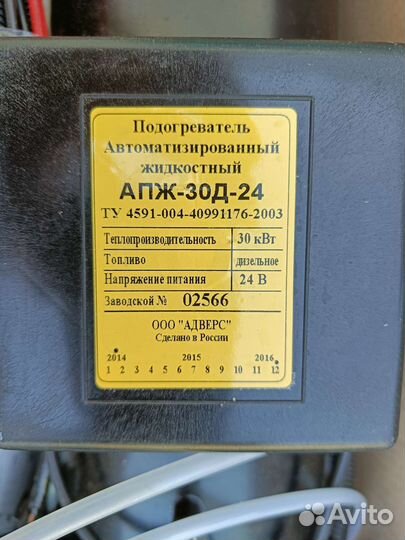 Подогреватель
Автоматизированный
жидкостный
АПЖ-30Д-24
ТУ 4591-004-40991176-2003
Теплопроизводительность 30 кВт
Топливо дизельное
Напряжение питания 24 В
Заводской № 02566
ООО "АДВЕРС"
Сделано в России
2014 2015 2016
1 2 3 4 5 6 7 8 9 10 11 12
Avito